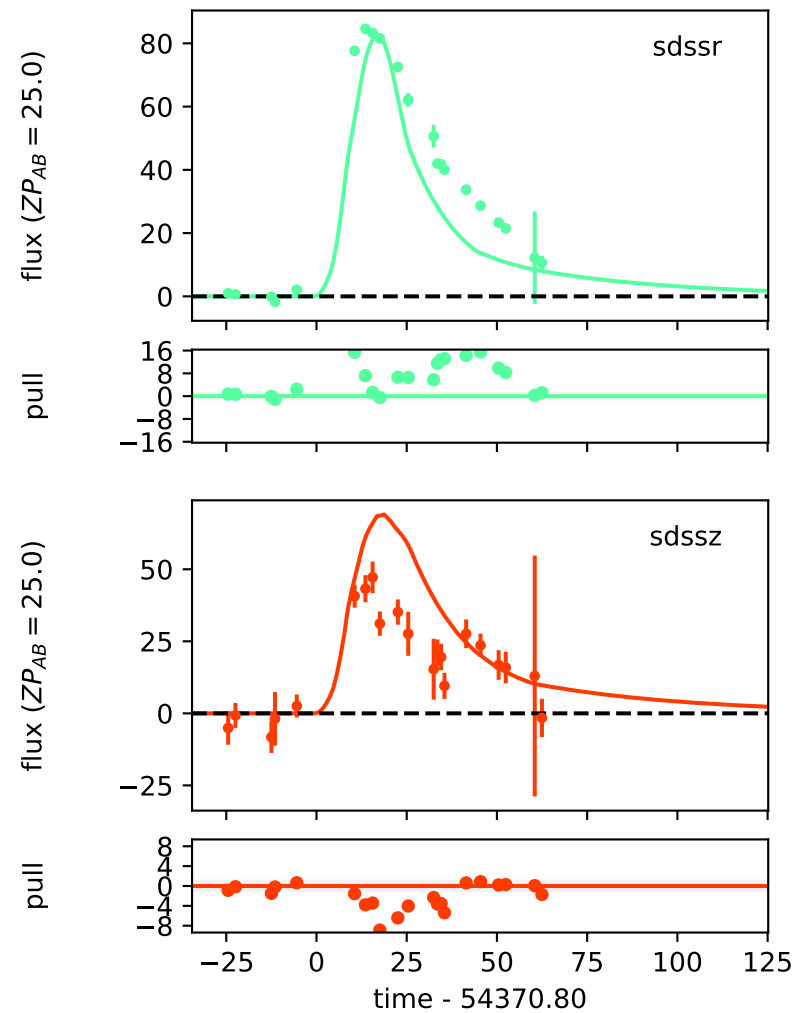 sdssr
flux (ZP_AB = 25.0)
80
60
40
20
0
pull
16
8
0
−8
−16
sdssz
flux (ZP_AB = 25.0)
50
25
0
−25
pull
8
4
0
−4
−8
−25 0 25 50 75 100 125
time - 54370.80